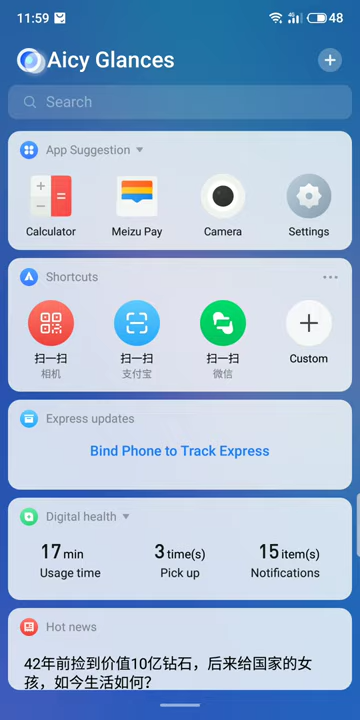 11:59 4G 48
Aicy Glances
Search
App Suggestion
Calculator Meizu Pay Camera Settings
Shortcuts
扫一扫 扫一扫 扫一扫 Custom
相机 支付宝 微信
Express updates
Bind Phone to Track Express
Digital health
17 min 3 time(s) 15 item(s)
Usage time Pick up Notifications
Hot news
42年前捡到价值10亿钻石，后来给国家的女
孩，如今生活如何？